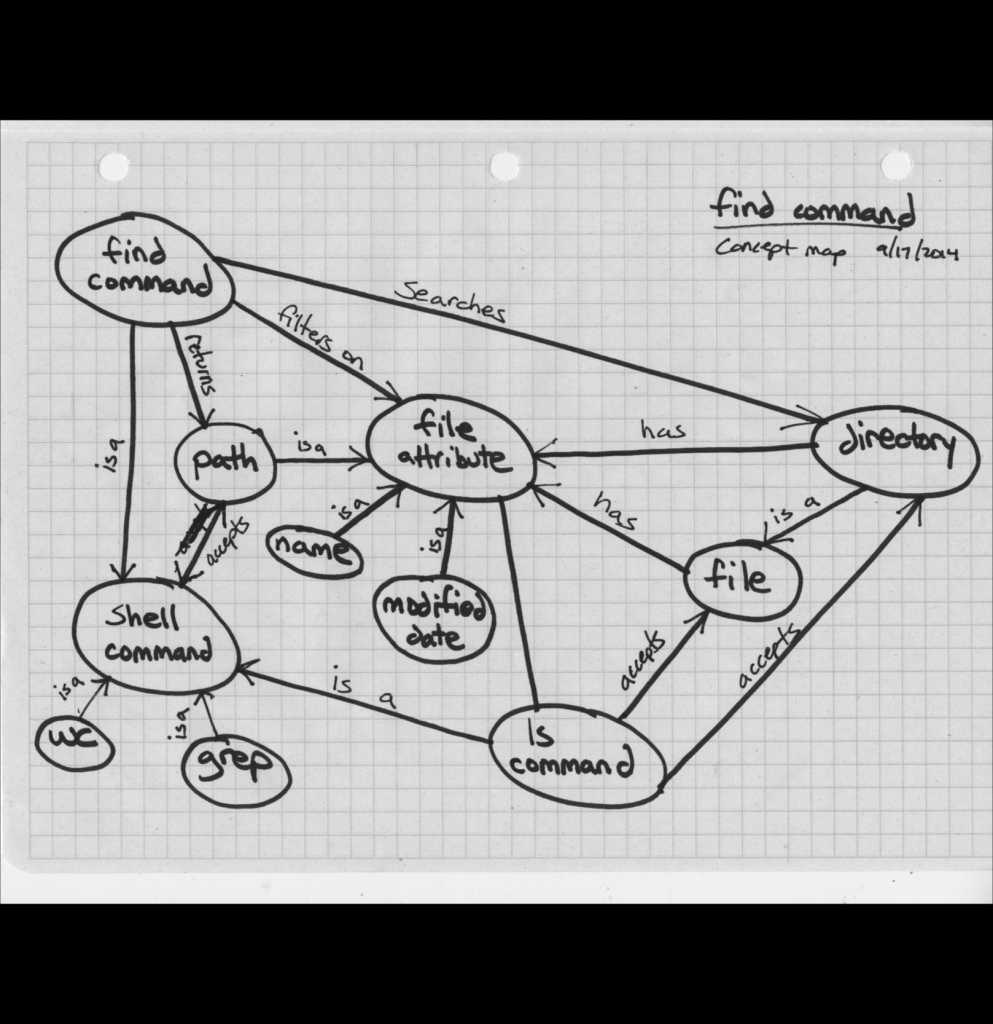 find command
Concept map 9/17/2014
find
command
Searches
filters on
returns
is a
path
is a
file
attribute
has
directory
is a
has
is a
name
is a
modified
date
file
accepts
shell
command
is a
accepts
accepts
is a
wc
is a
grep
ls
command